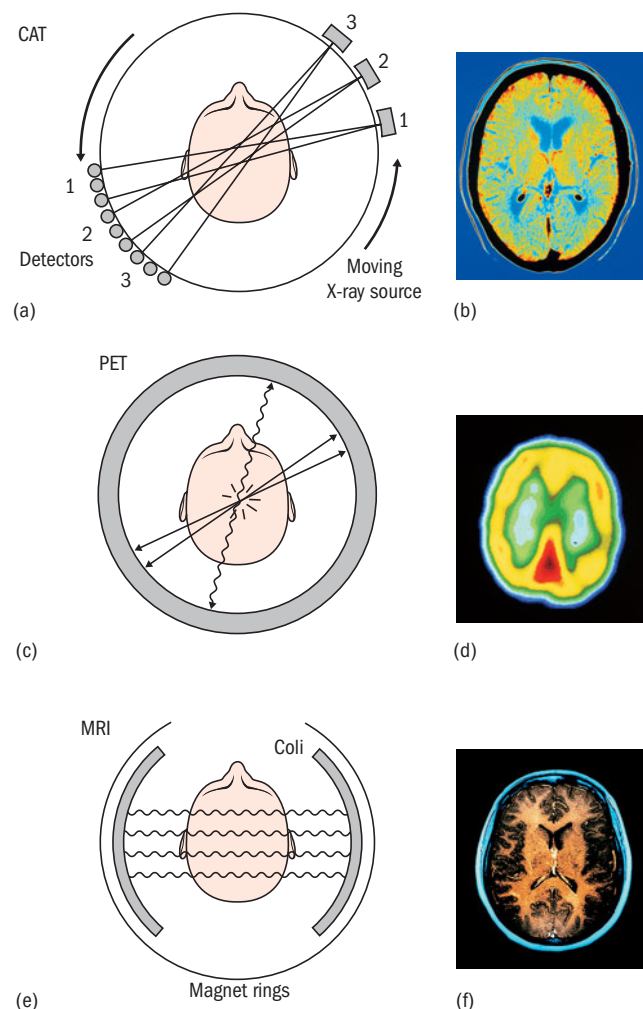 CAT
3
2
1
1
2
Detectors
3
Moving
X-ray source
(a)
(b)
PET
(c)
(d)
MRI
Coli
Magnet rings
(e)
(f)